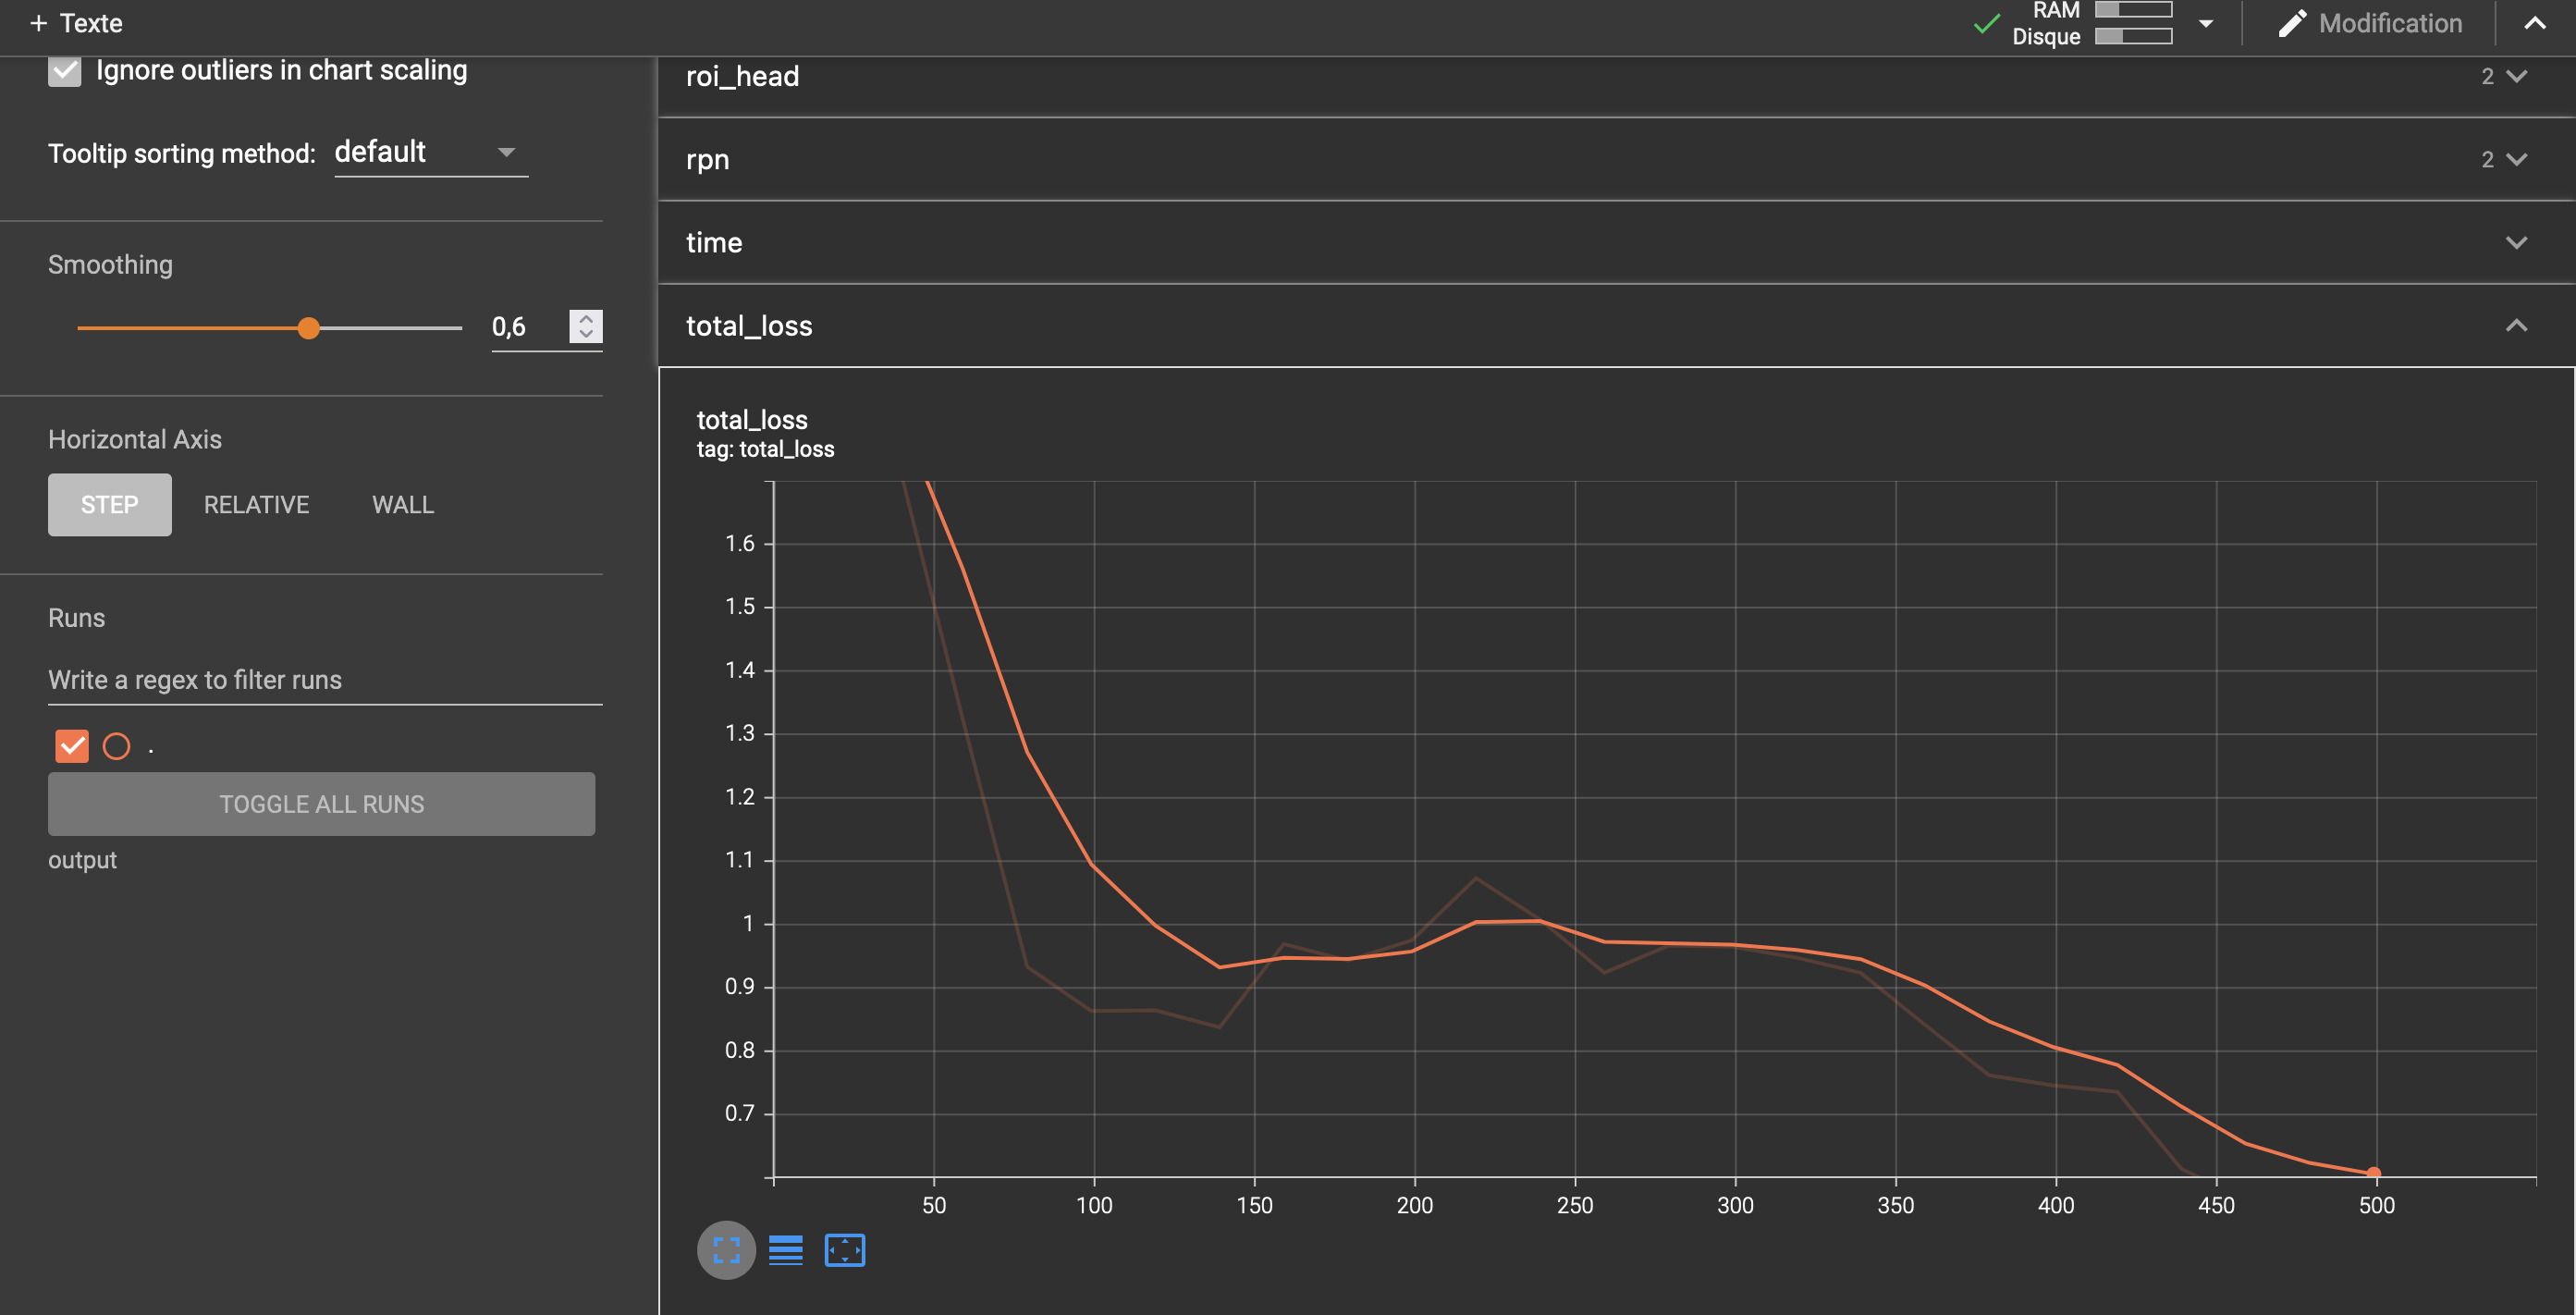 + Texte
RAM
Disque
Modification
Ignore outliers in chart scaling
Tooltip sorting method: default
Smoothing
0,6
Horizontal Axis
STEP RELATIVE WALL
Runs
Write a regex to filter runs
.
TOGGLE ALL RUNS
output
roi_head 2
rpn 2
time
total_loss
total_loss
tag: total_loss
1.6
1.5
1.4
1.3
1.2
1.1
1
0.9
0.8
0.7
50 100 150 200 250 300 350 400 450 500